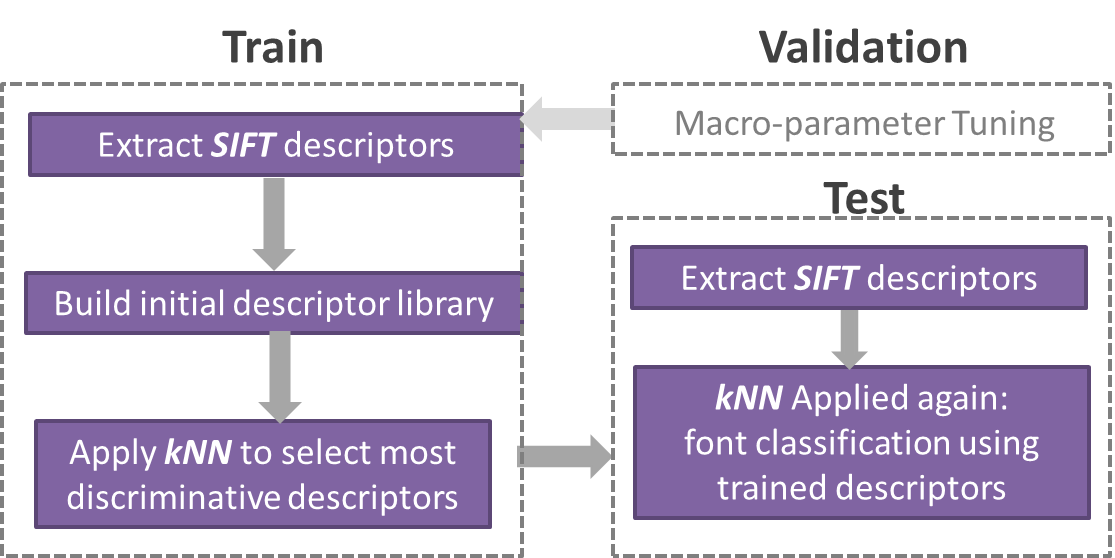 Train
Extract SIFT descriptors
Build initial descriptor library
Apply kNN to select most
discriminative descriptors
Validation
Macro-parameter Tuning
Test
Extract SIFT descriptors
kNN Applied again:
font classification using
trained descriptors